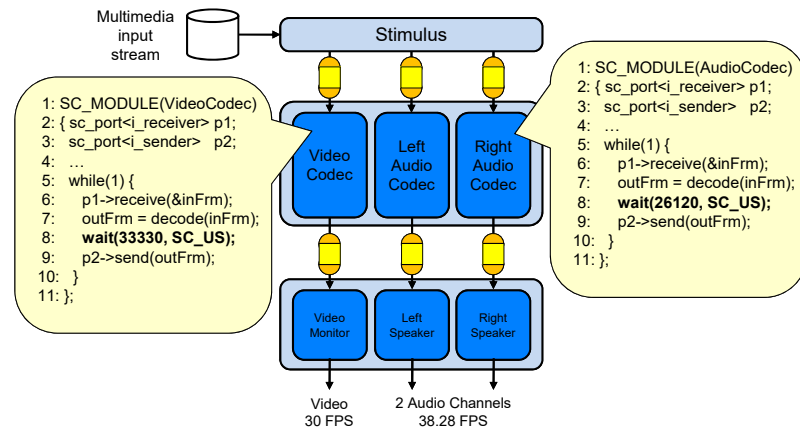 Multimedia
input
stream
Stimulus
1: SC_MODULE(VideoCodec)
2: { sc_port<i_receiver> p1;
3: sc_port<i_sender> p2;
4: …
5: while(1) {
6: p1->receive(&inFrm);
7: outFrm = decode(inFrm);
8: wait(33330, SC_US);
9: p2->send(outFrm);
10: }
11: };
Video
Codec
Left
Audio
Codec
Right
Audio
Codec
1: SC_MODULE(AudioCodec)
2: { sc_port<i_receiver> p1;
3: sc_port<i_sender> p2;
4: …
5: while(1) {
6: p1->receive(&inFrm);
7: outFrm = decode(inFrm);
8: wait(26120, SC_US);
9: p2->send(outFrm);
10: }
11: };
Video
Monitor
Left
Speaker
Right
Speaker
Video
30 FPS
2 Audio Channels
38.28 FPS